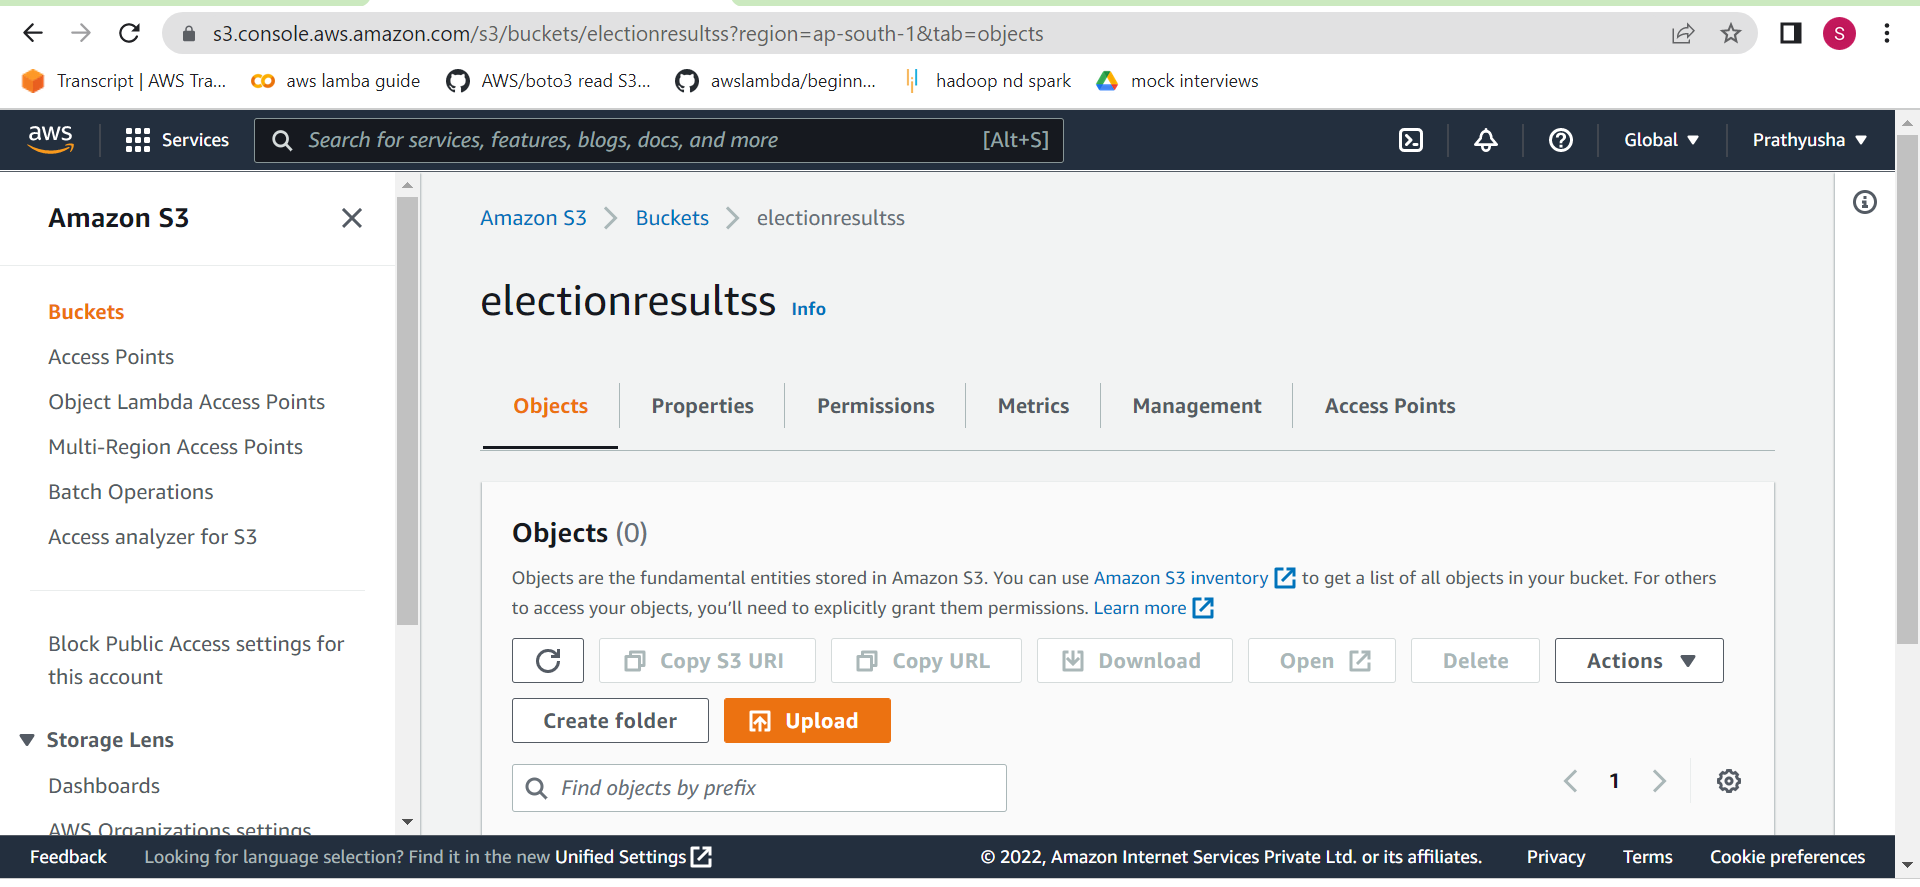 s3.console.aws.amazon.com/s3/buckets/electionresultss?region=ap-south-1&tab=objects
S
Transcript | AWS Tra...
aws lamba guide
AWS/boto3 read S3...
awslambda/beginn...
hadoop nd spark
mock interviews
aws
Services
Search for services, features, blogs, docs, and more [Alt+S]
Global
Prathyusha
Amazon S3
Buckets
Access Points
Object Lambda Access Points
Multi-Region Access Points
Batch Operations
Access analyzer for S3
Block Public Access settings for
this account
Storage Lens
Dashboards
AWS Organizations settings
Amazon S3 > Buckets > electionresultss
electionresultss Info
Objects
Properties
Permissions
Metrics
Management
Access Points
Objects (0)
Objects are the fundamental entities stored in Amazon S3. You can use Amazon S3 inventory to get a list of all objects in your bucket. For others
to access your objects, you’ll need to explicitly grant them permissions. Learn more
Copy S3 URI
Copy URL
Download
Open
Delete
Actions
Create folder
Upload
Find objects by prefix
1
Feedback
Looking for language selection? Find it in the new Unified Settings
© 2022, Amazon Internet Services Private Ltd. or its affiliates.
Privacy
Terms
Cookie preferences